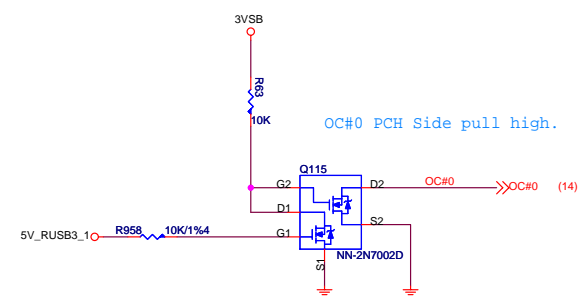 3VSB
R63
10K
OC#0 PCH Side pull high.
Q115
G2
D2
OC#0
OC#0 (14)
D1
S2
5V_RUSB3_1
R958
10K/1%4
G1
NN-2N7002D
S1